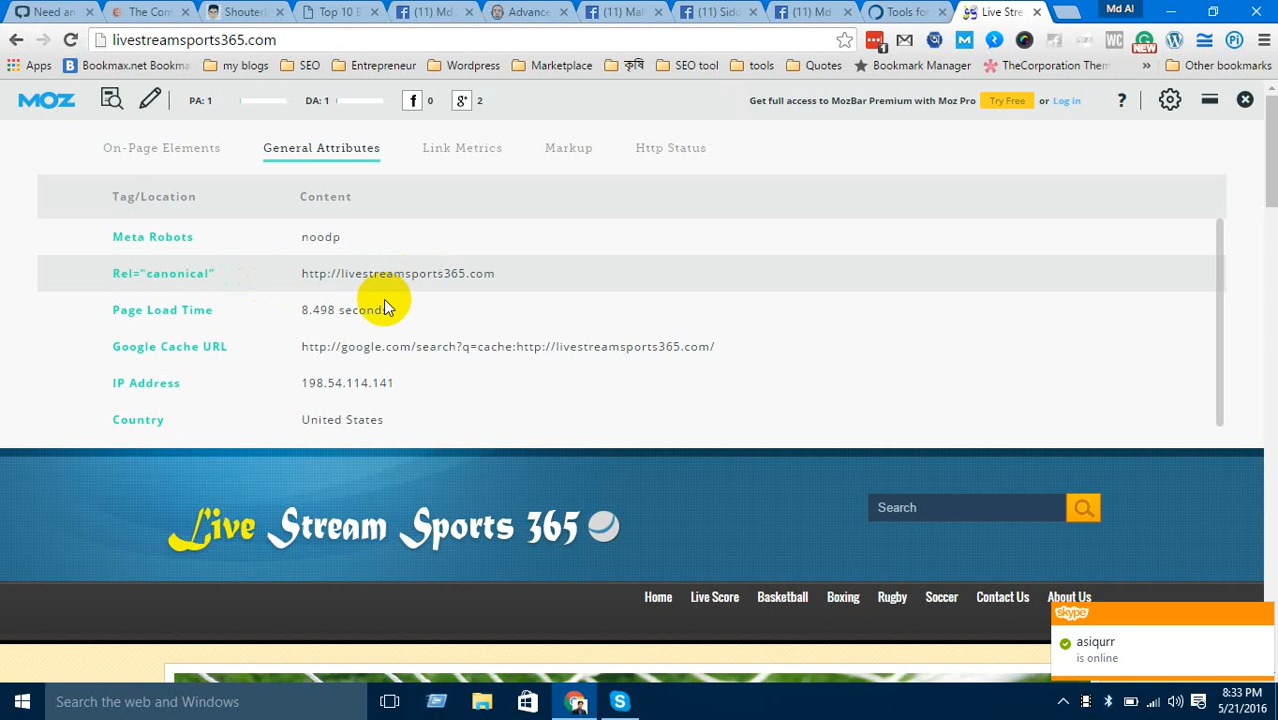 Need an
The Com
Shouterl
Top 10 B
(11) Md
Advance
(11) Mal
(11) Sidd
(11) Md
Tools for
Live Stre
Md Al
livestreamsports365.com
1
WC
NEW
Apps
Bookmax.net Bookma
my blogs
SEO
Entrepreneur
Wordpress
Marketplace
কৃষি
SEO tool
tools
Quotes
Bookmark Manager
TheCorporation Them
»
Other bookmarks
MOZ
PA: 1
DA: 1
f 0
g+ 2
Get full access to MozBar Premium with Moz Pro
Try Free
or Log in
?
On-Page Elements
General Attributes
Link Metrics
Markup
Http Status
Tag/Location
Content
Meta Robots
noodp
Rel="canonical"
http://livestreamsports365.com
Page Load Time
8.498 seconds
Google Cache URL
http://google.com/search?q=cache:http://livestreamsports365.com/
IP Address
198.54.114.141
Country
United States
Live Stream Sports 365
Search
Home
Live Score
Basketball
Boxing
Rugby
Soccer
Contact Us
About Us
skype
asiqurr
is online
Search the web and Windows
8:33 PM
5/21/2016